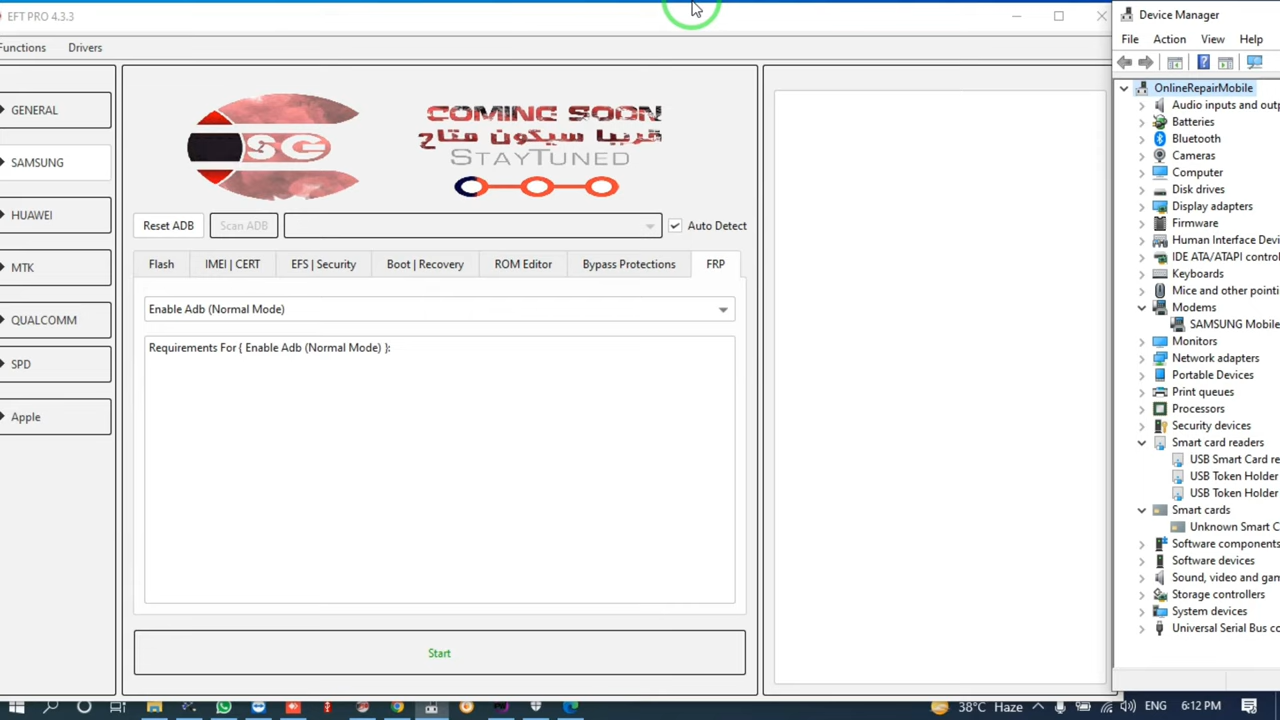 EFT PRO 4.3.3
Functions
Drivers
GENERAL
SAMSUNG
HUAWEI
MTK
QUALCOMM
SPD
Apple
COMING SOON
قريبا سيكون متاح
STAYTUNED
Reset ADB
Scan ADB
Auto Detect
Flash
IMEI | CERT
EFS | Security
Boot | Recovery
ROM Editor
Bypass Protections
FRP
Enable Adb (Normal Mode)
Requirements For { Enable Adb (Normal Mode) }:
Start
Device Manager
File
Action
View
Help
OnlineRepairMobile
Audio inputs and outp
Batteries
Bluetooth
Cameras
Computer
Disk drives
Display adapters
Firmware
Human Interface Devi
IDE ATA/ATAPI contro
Keyboards
Mice and other pointi
Modems
SAMSUNG Mobile
Monitors
Network adapters
Portable Devices
Print queues
Processors
Security devices
Smart card readers
USB Smart Card re
USB Token Holder
USB Token Holder
Smart cards
Unknown Smart C
Software components
Software devices
Sound, video and gam
Storage controllers
System devices
Universal Serial Bus co
38°C Haze
ENG
6:12 PM